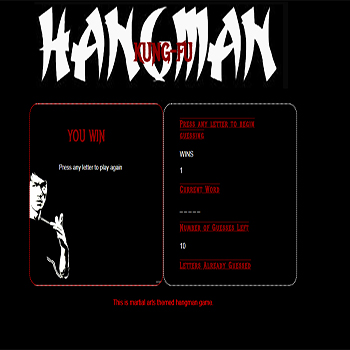 HANGMAN
KUNG-FU
YOU WIN
Press any letter to play again
Press any letter to begin
guessing
WINS
1
Current Word
_ _ _ _ _
Number of Guesses Left
10
Letters Already Guessed
This is martial arts themed hangman game.